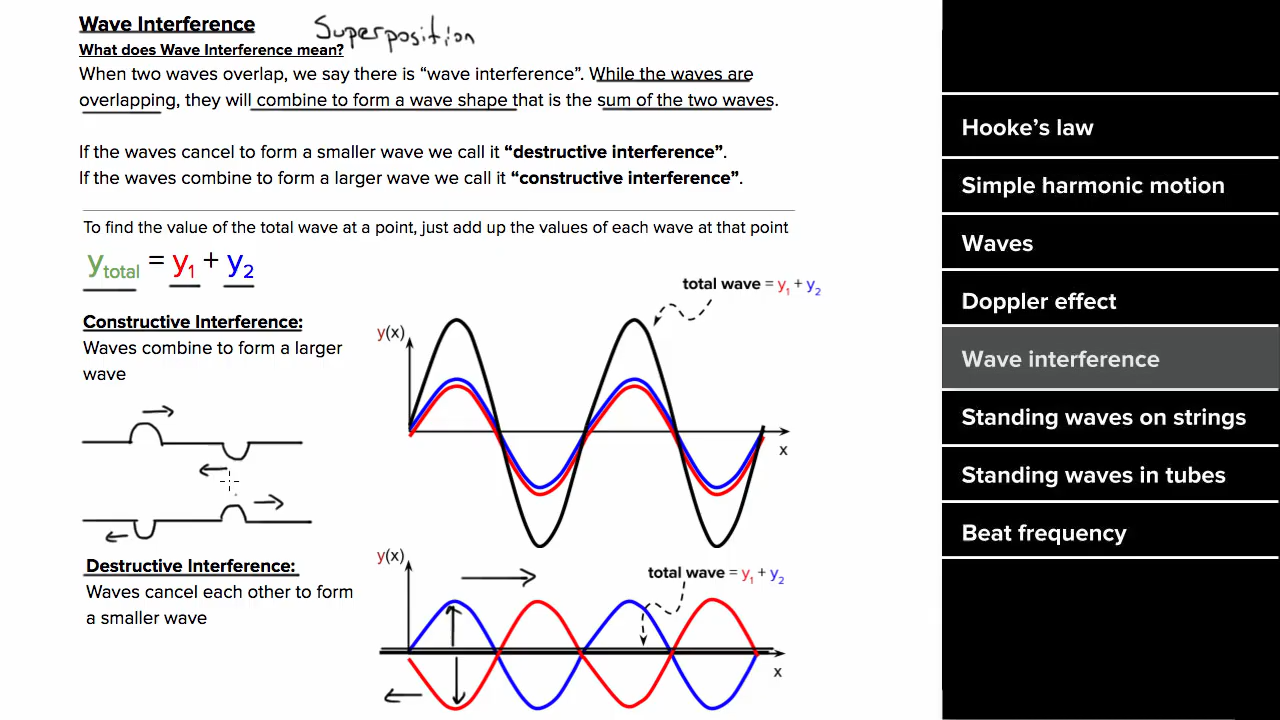 Wave Interference
Superposition
What does Wave Interference mean?
When two waves overlap, we say there is “wave interference”. While the waves are
overlapping, they will combine to form a wave shape that is the sum of the two waves.
If the waves cancel to form a smaller wave we call it “destructive interference”.
If the waves combine to form a larger wave we call it “constructive interference”.
To find the value of the total wave at a point, just add up the values of each wave at that point
y_total = y₁ + y₂
total wave = y₁ + y₂
Constructive Interference:
Waves combine to form a larger
wave
y(x)
x
Destructive Interference:
Waves cancel each other to form
a smaller wave
y(x)
total wave = y₁ + y₂
x
Hooke’s law
Simple harmonic motion
Waves
Doppler effect
Wave interference
Standing waves on strings
Standing waves in tubes
Beat frequency